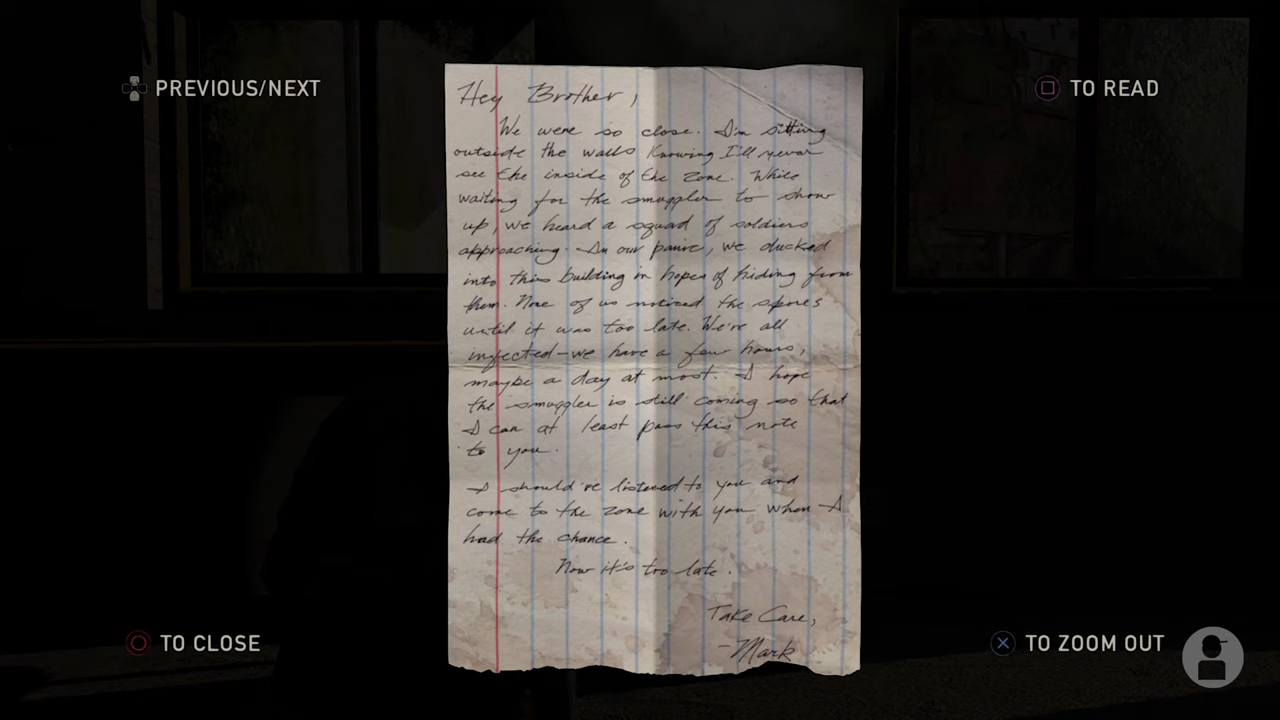 PREVIOUS/NEXT
TO READ
Hey Brother,
We were so close. I'm sitting
outside the walls knowing I'll never
see the inside of the zone. While
waiting for the smuggler to show
up, we heard a squad of soldiers
approaching. In our panic, we ducked
into this building in hopes of hiding from
them. None of us noticed the spores
until it was too late. We're all
infected-we have a few hours,
maybe a day at most. I hope
the smuggler is still coming so that
I can at least pass this note
to you.
I should've listened to you and
come to the zone with you when I
had the chance.
Now it's too late.
Take Care,
-Mark
TO CLOSE
TO ZOOM OUT